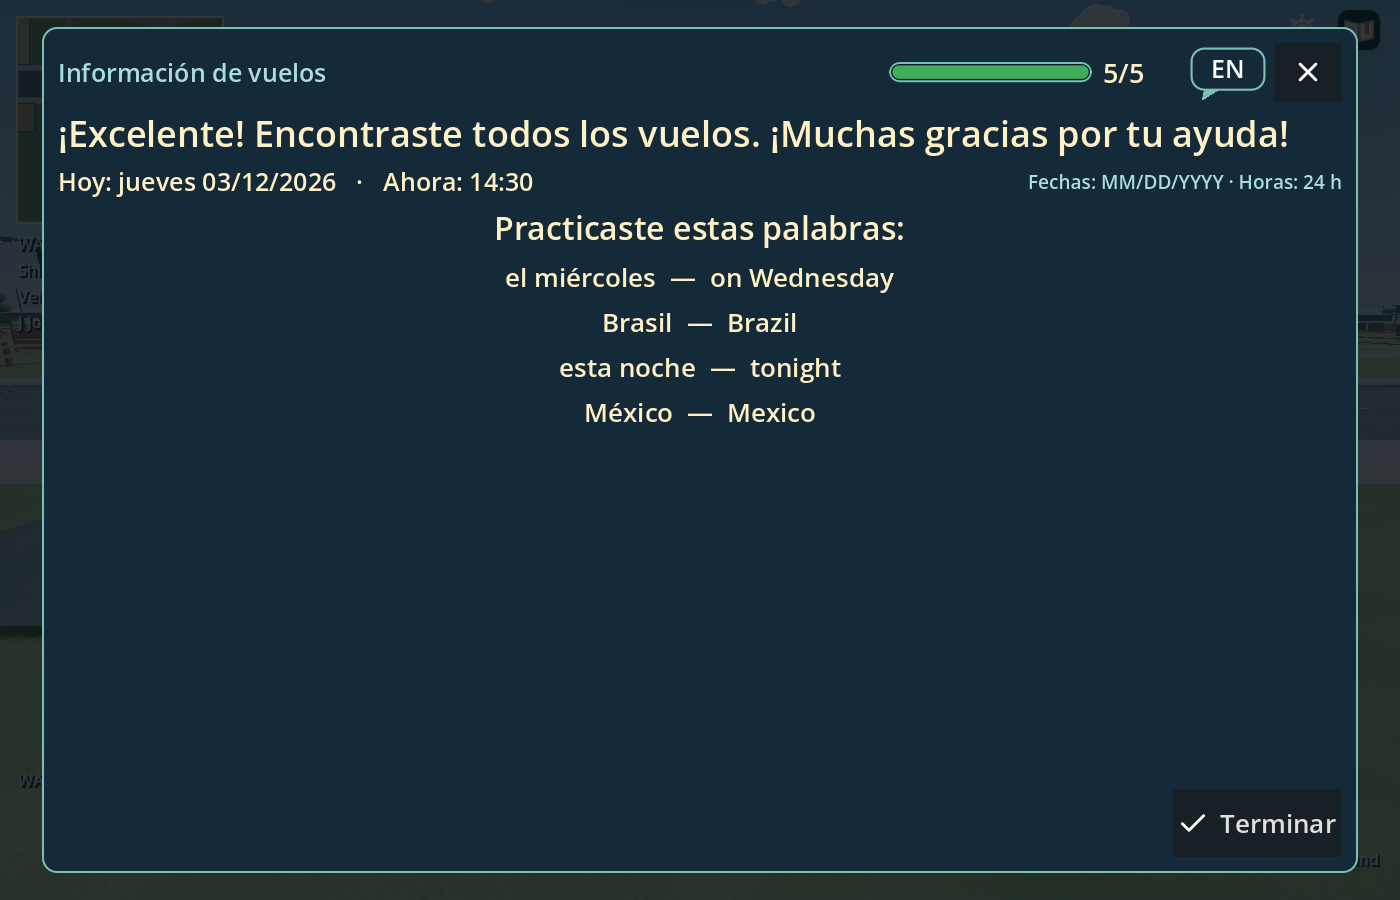 Información de vuelos
5/5
EN
¡Excelente! Encontraste todos los vuelos. ¡Muchas gracias por tu ayuda!
Hoy: jueves 03/12/2026 · Ahora: 14:30
Fechas: MM/DD/YYYY · Horas: 24 h
Practicaste estas palabras:
el miércoles — on Wednesday
Brasil — Brazil
esta noche — tonight
México — Mexico
Terminar